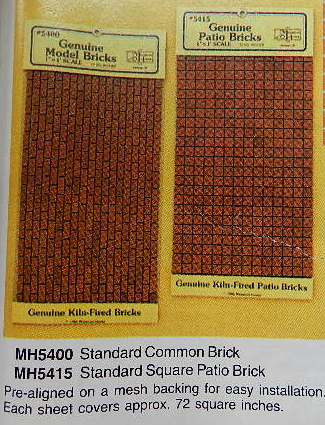 #5400
Genuine
Model Bricks
1" x 1' SCALE
Genuine Kiln-Fired Bricks
#5415
Genuine
Patio Bricks
1" x 1' SCALE
Genuine Kiln-Fired Patio Bricks
MH5400 Standard Common Brick
MH5415 Standard Square Patio Brick
Pre-aligned on a mesh backing for easy installation.
Each sheet covers approx. 72 square inches.